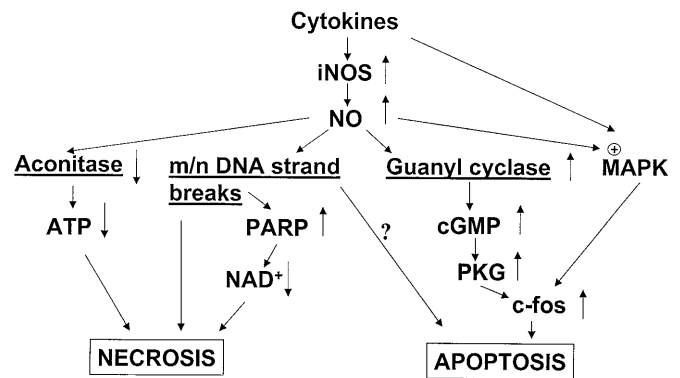 Cytokines
iNOS
NO
Aconitase
m/n DNA strand
breaks
Guanyl cyclase
⊕
MAPK
ATP
PARP
?
cGMP
NAD⁺
PKG
c-fos
NECROSIS
APOPTOSIS